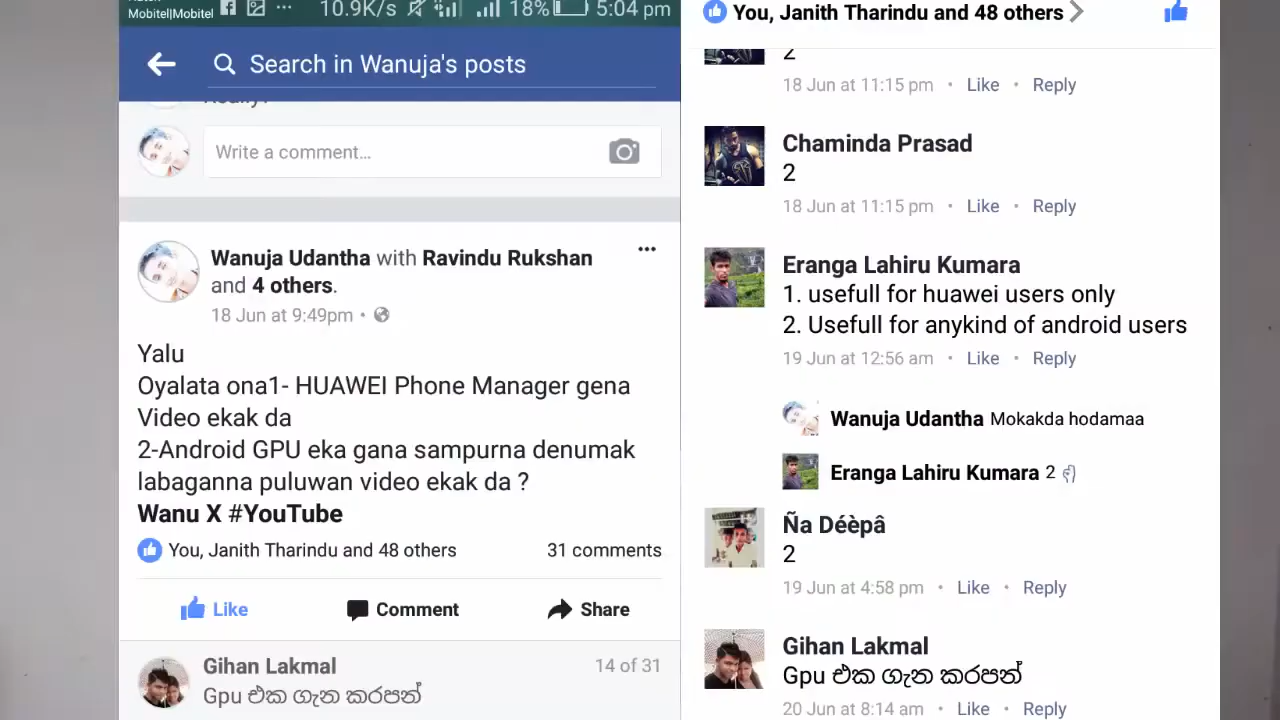 Mobitel|Mobitel
10.9K/s
18%
5:04 pm
Search in Wanuja's posts
Really?
Write a comment...
Wanuja Udantha with Ravindu Rukshan
and 4 others.
18 Jun at 9:49pm
Yalu
Oyalata ona1- HUAWEI Phone Manager gena
Video ekak da
2-Android GPU eka gana sampurna denumak
labaganna puluwan video ekak da ?
Wanu X #YouTube
You, Janith Tharindu and 48 others
31 comments
Like
Comment
Share
Gihan Lakmal
14 of 31
Gpu එක ගැන කරපන්
You, Janith Tharindu and 48 others
2
18 Jun at 11:15 pm • Like • Reply
Chaminda Prasad
2
18 Jun at 11:15 pm • Like • Reply
Eranga Lahiru Kumara
1. usefull for huawei users only
2. Usefull for anykind of android users
19 Jun at 12:56 am • Like • Reply
Wanuja Udantha Mokakda hodamaa
Eranga Lahiru Kumara 2
Ña Déèpâ
2
19 Jun at 4:58 pm • Like • Reply
Gihan Lakmal
Gpu එක ගැන කරපන්
20 Jun at 8:14 am • Like • Reply